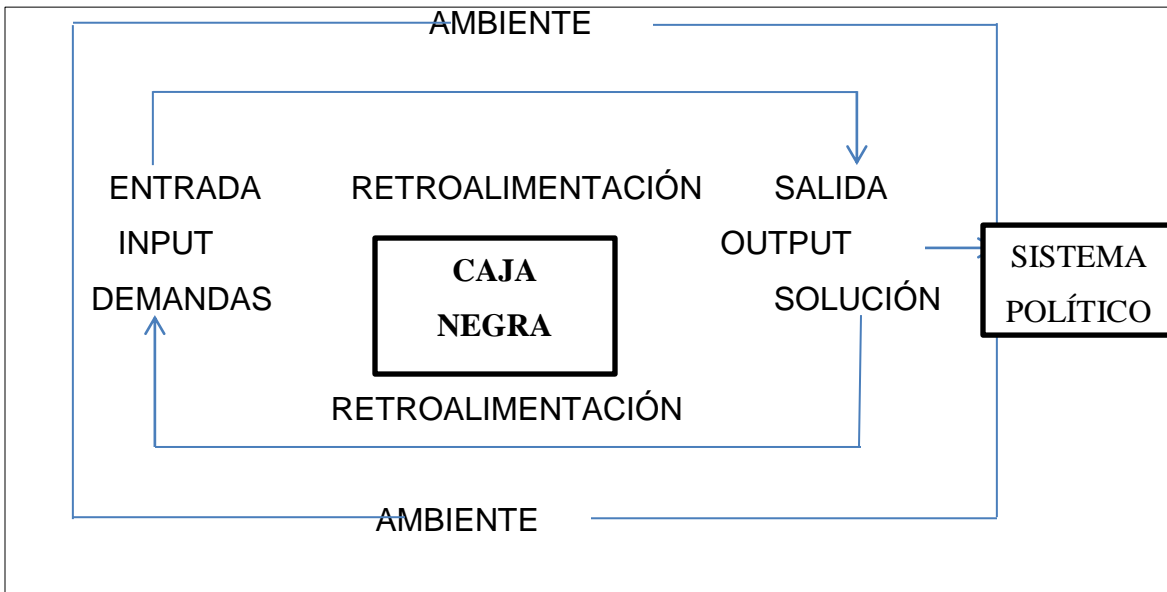 AMBIENTE
ENTRADA
INPUT
DEMANDAS
RETROALIMENTACIÓN
CAJA
NEGRA
RETROALIMENTACIÓN
SALIDA
OUTPUT
SOLUCIÓN
SISTEMA
POLÍTICO
AMBIENTE